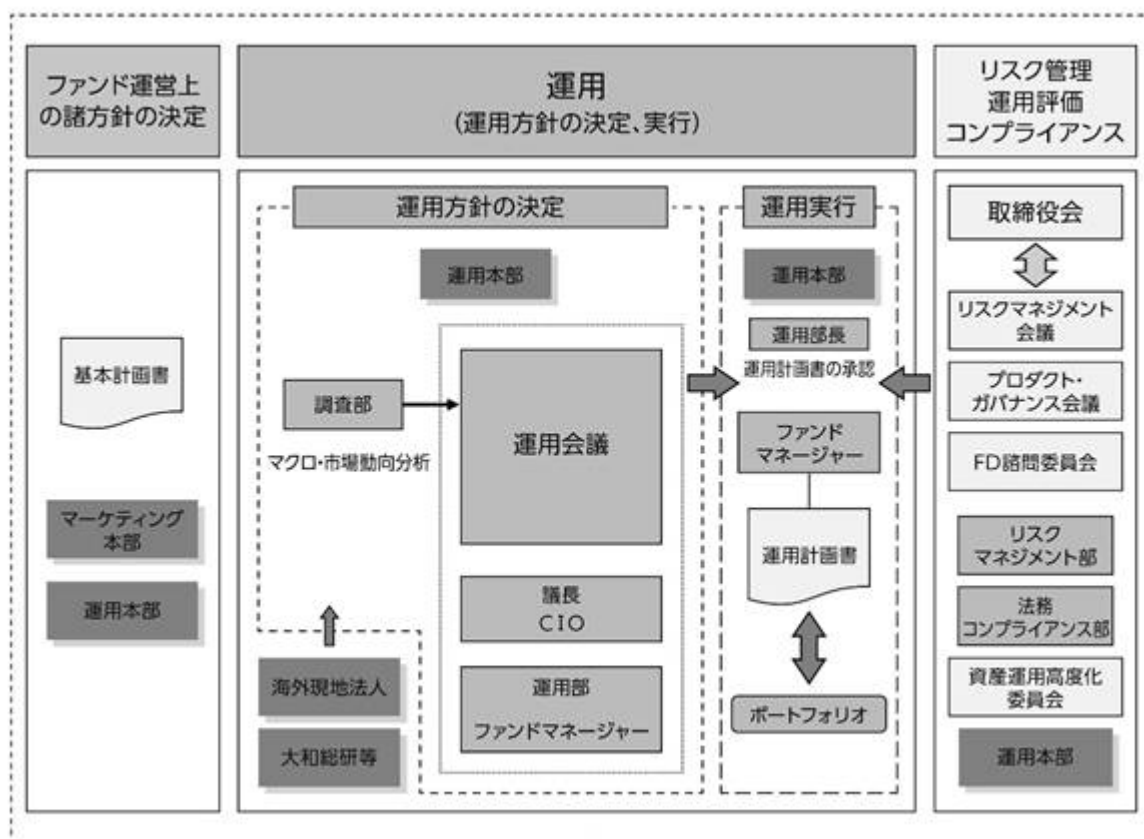 ファンド運営上
の諸方針の決定
運用
(運用方針の決定、実行)
リスク管理
運用評価
コンプライアンス
基本計画書
マーケティング
本部
運用本部
運用方針の決定
運用本部
調査部
マクロ・市場動向分析
運用会議
議長
CIO
運用部
ファンドマネージャー
海外現地法人
大和総研等
運用実行
運用本部
運用部長
運用計画書の承認
ファンド
マネージャー
運用計画書
ポートフォリオ
取締役会
リスクマネジメント
会議
プロダクト・
ガバナンス会議
FD諮問委員会
リスク
マネジメント部
法務
コンプライアンス部
資産運用高度化
委員会
運用本部